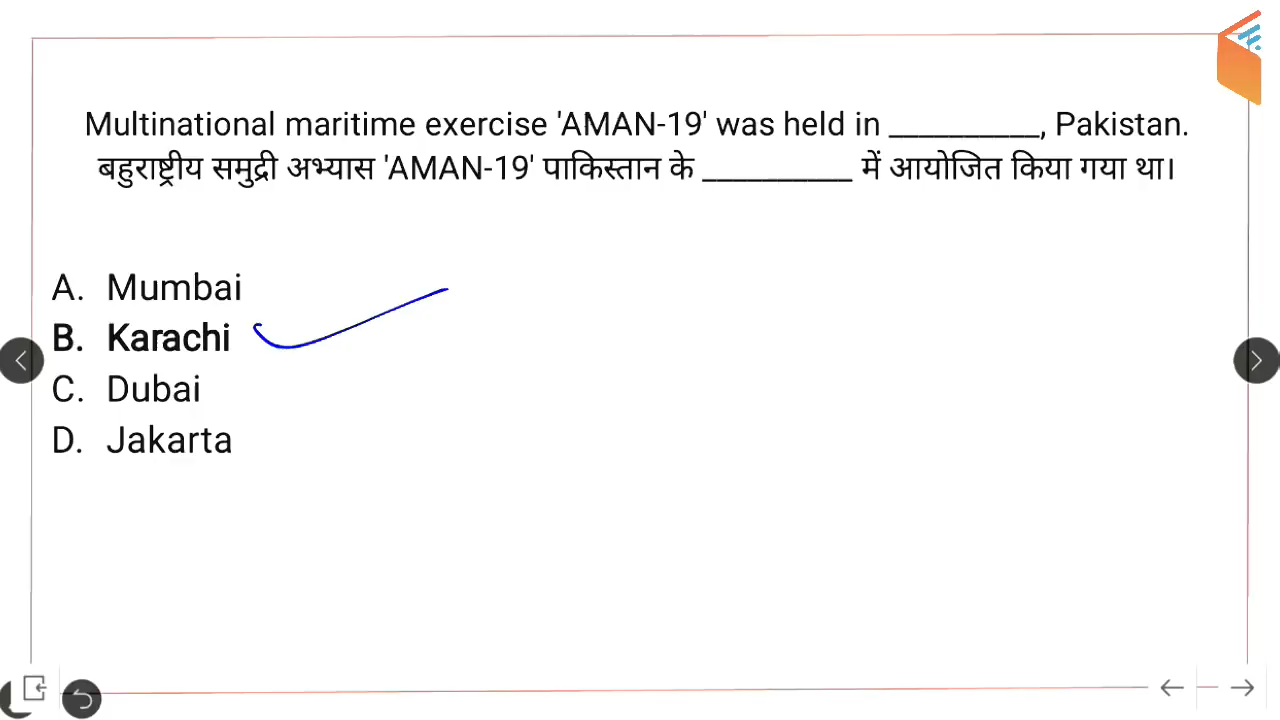 Multinational maritime exercise 'AMAN-19' was held in __________, Pakistan.
बहुराष्ट्रीय समुद्री अभ्यास 'AMAN-19' पाकिस्तान के __________ में आयोजित किया गया था।
A. Mumbai
B. Karachi
C. Dubai
D. Jakarta